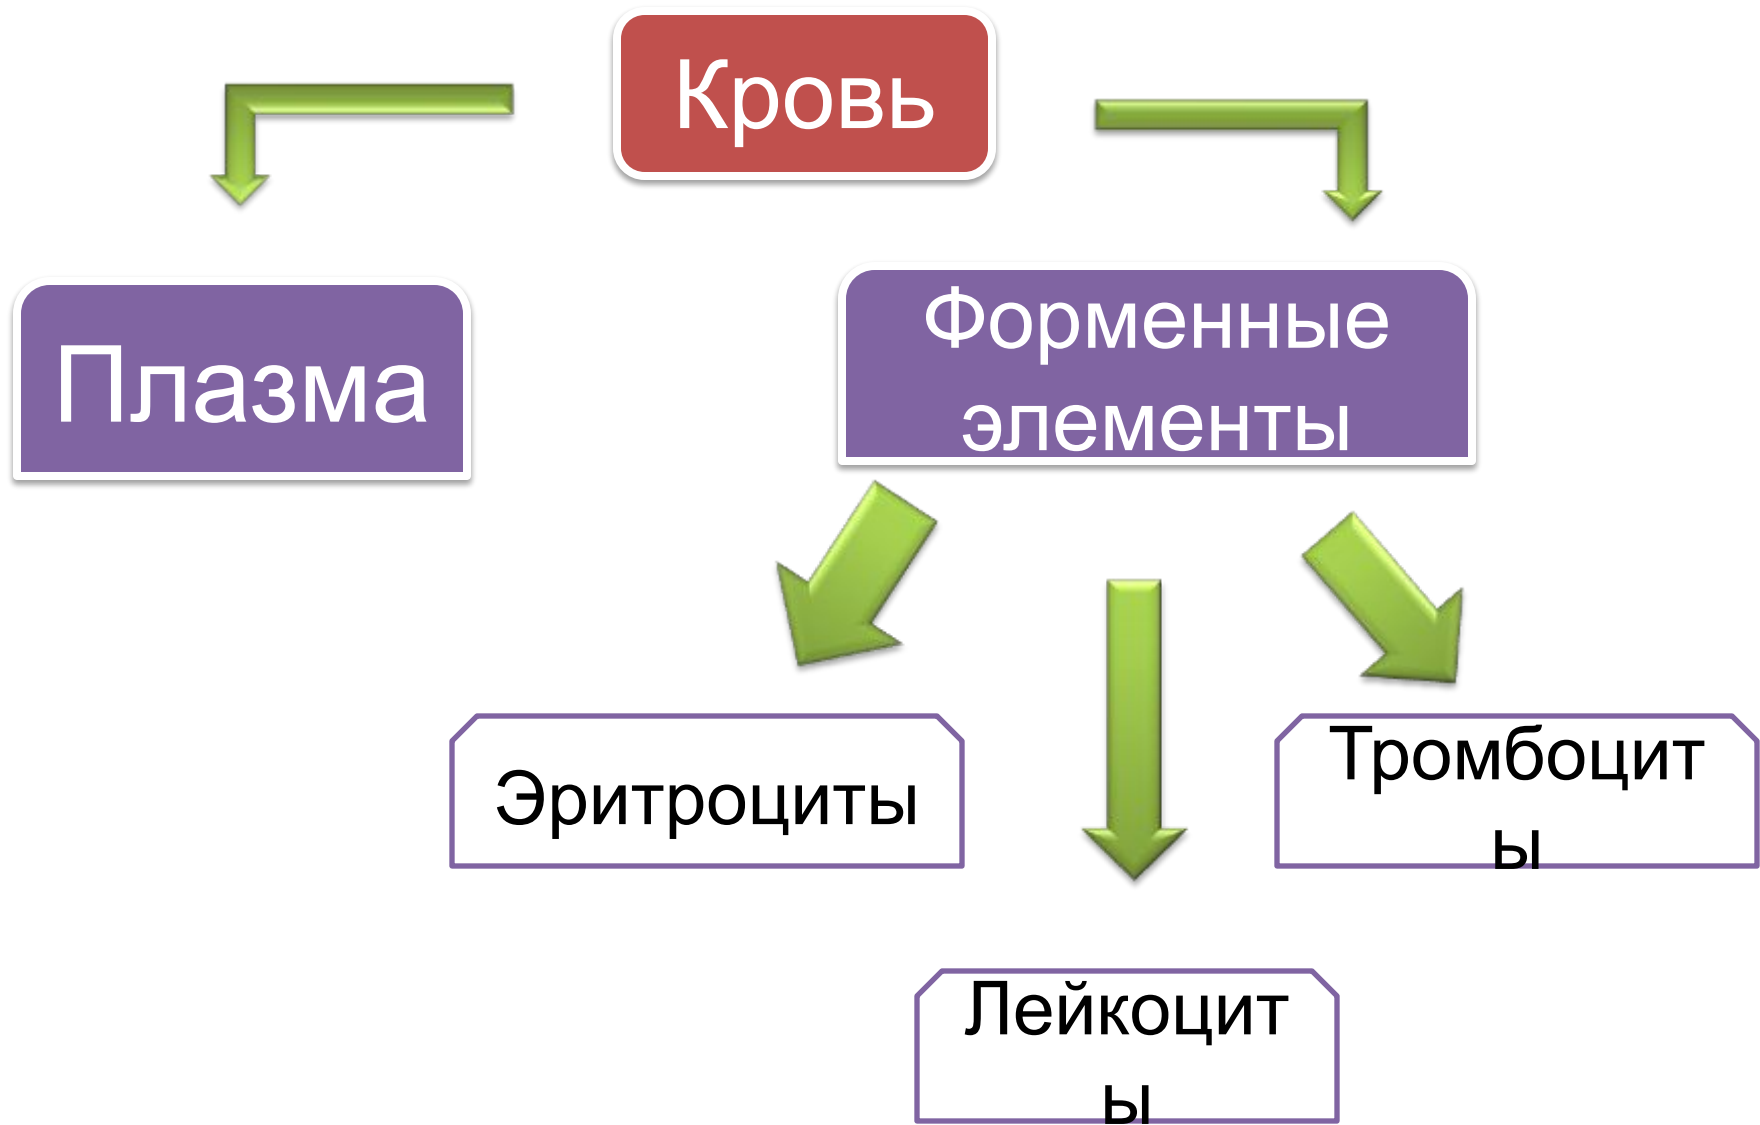 Кровь
Плазма
Форменные
элементы
Эритроциты
Тромбоцит
ы
Лейкоцит
ы